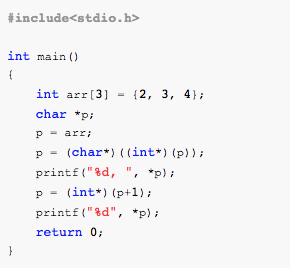 #include<stdio.h>
int main()
{
int arr[3] = {2, 3, 4};
char *p;
p = arr;
p = (char*)((int*)(p));
printf("%d, ", *p);
p = (int*)(p+1);
printf("%d", *p);
return 0;
}